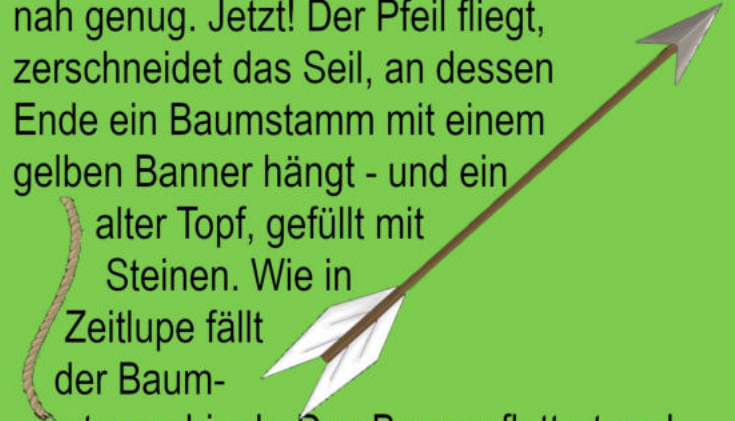 nah genug. Jetzt! Der Pfeil fliegt,
zerschneidet das Seil, an dessen
Ende ein Baumstamm mit einem
gelben Banner hängt - und ein
alter Topf, gefüllt mit
Steinen. Wie in
Zeitlupe fällt
der Baum-